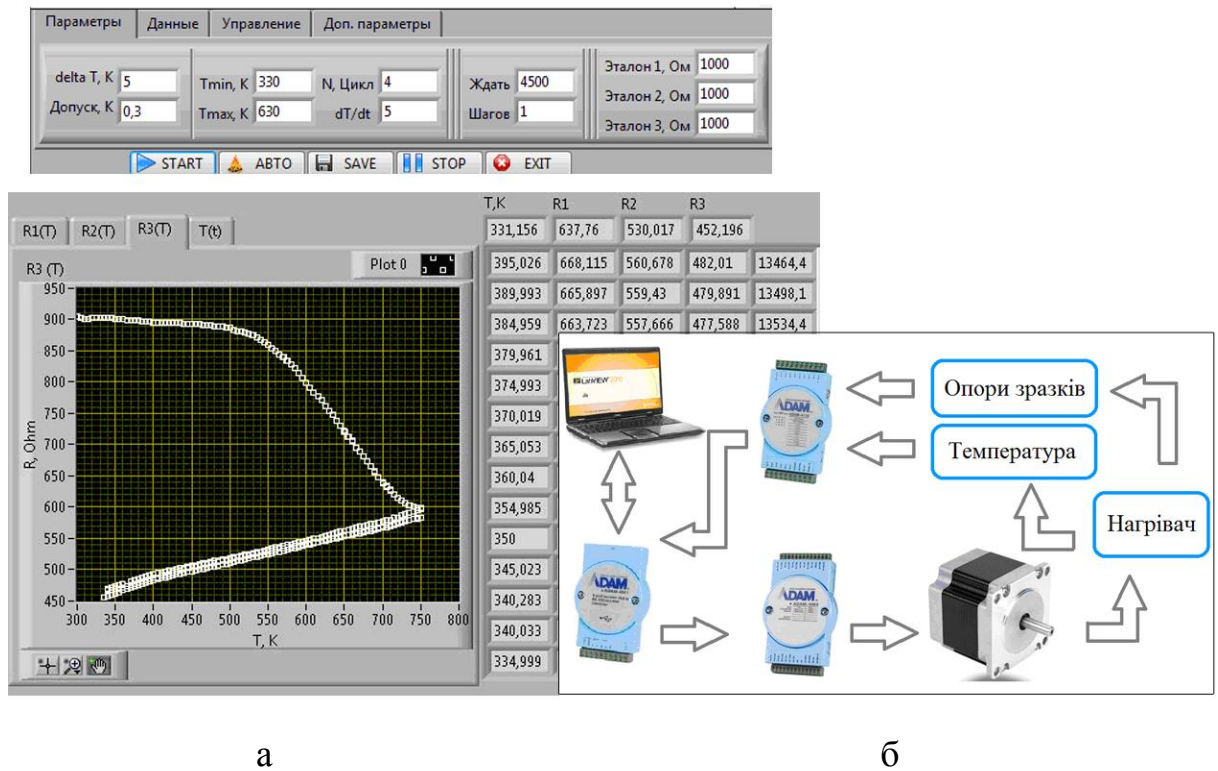 Параметры Данные Управление Доп. параметры
delta T, K 5
Допуск, K 0,3
Tmin, K 330
Tmax, K 630
N, Цикл 4
dT/dt 5
Ждать 4500
Шагов 1
Эталон 1, Ом 1000
Эталон 2, Ом 1000
Эталон 3, Ом 1000
START АВТО SAVE STOP EXIT
R1(T) R2(T) R3(T) T(t)
R3 (T)
Plot 0
950
900
850
800
750
700
650
600
550
500
450
R, Ohm
300 350 400 450 500 550 600 650 700 750 800
T, K
T,K R1 R2 R3
331,156 637,76 530,017 452,196
395,026 668,115 560,678 482,01 13464,4
389,993 665,897 559,43 479,891 13498,1
384,959 663,723 557,666 477,588 13534,4
379,961
374,993
370,019
365,053
360,04
354,985
350
345,023
340,283
340,033
334,999
LabVIEW
ADAM
Опори зразків
Температура
Нагрівач
ADAM
ADAM
а
б